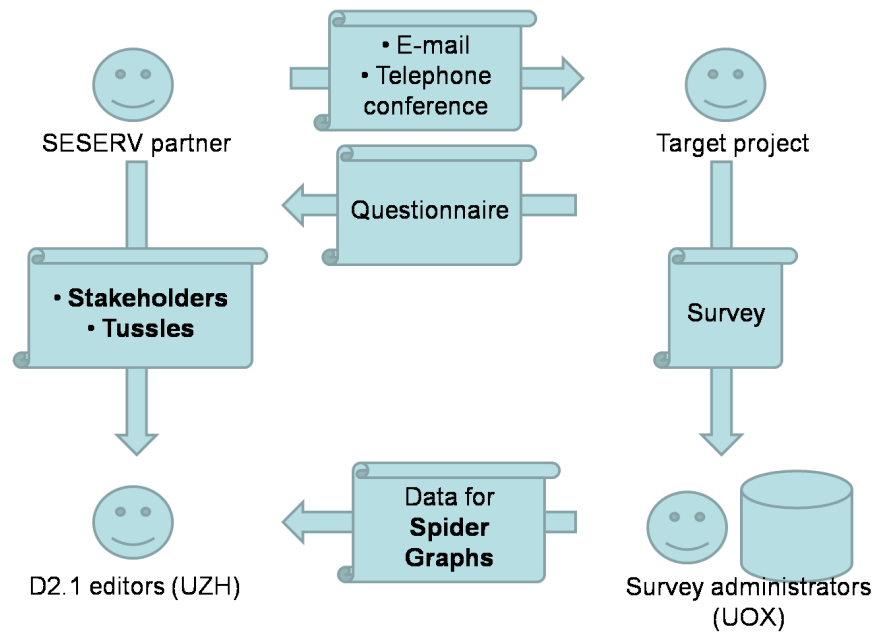 • E-mail
• Telephone
conference
SESERV partner
Target project
Questionnaire
• Stakeholders
• Tussles
Survey
Data for
Spider
Graphs
D2.1 editors (UZH)
Survey administrators
(UOX)